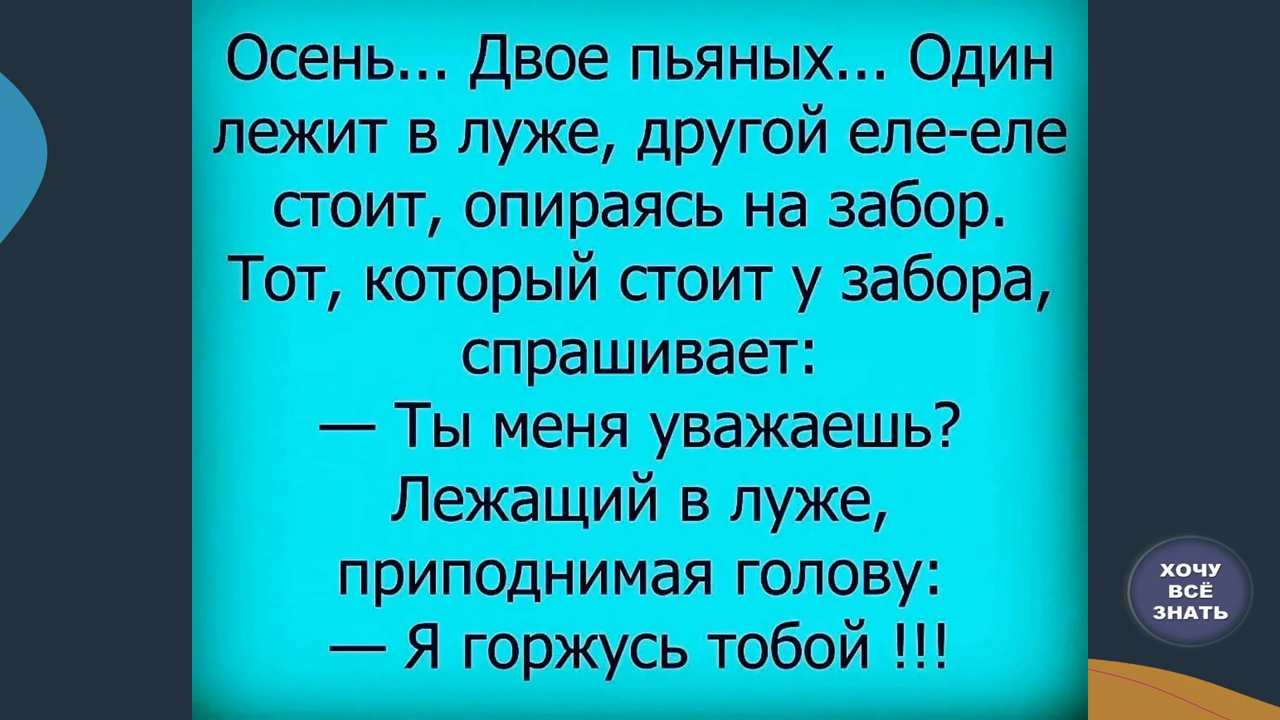 Осень... Двое пьяных... Один
лежит в луже, другой еле-еле
стоит, опираясь на забор.
Тот, который стоит у забора,
спрашивает:
— Ты меня уважаешь?
Лежащий в луже,
приподнимая голову:
— Я горжусь тобой !!!
ХОЧУ
ВСЁ
ЗНАТЬ